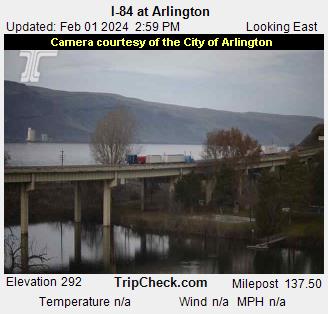 I-84 at Arlington
Updated: Feb 01 2024 2:59 PM Looking East
Camera courtesy of the City of Arlington
Elevation 292 TripCheck.com Milepost 137.50
Temperature n/a Wind n/a MPH n/a